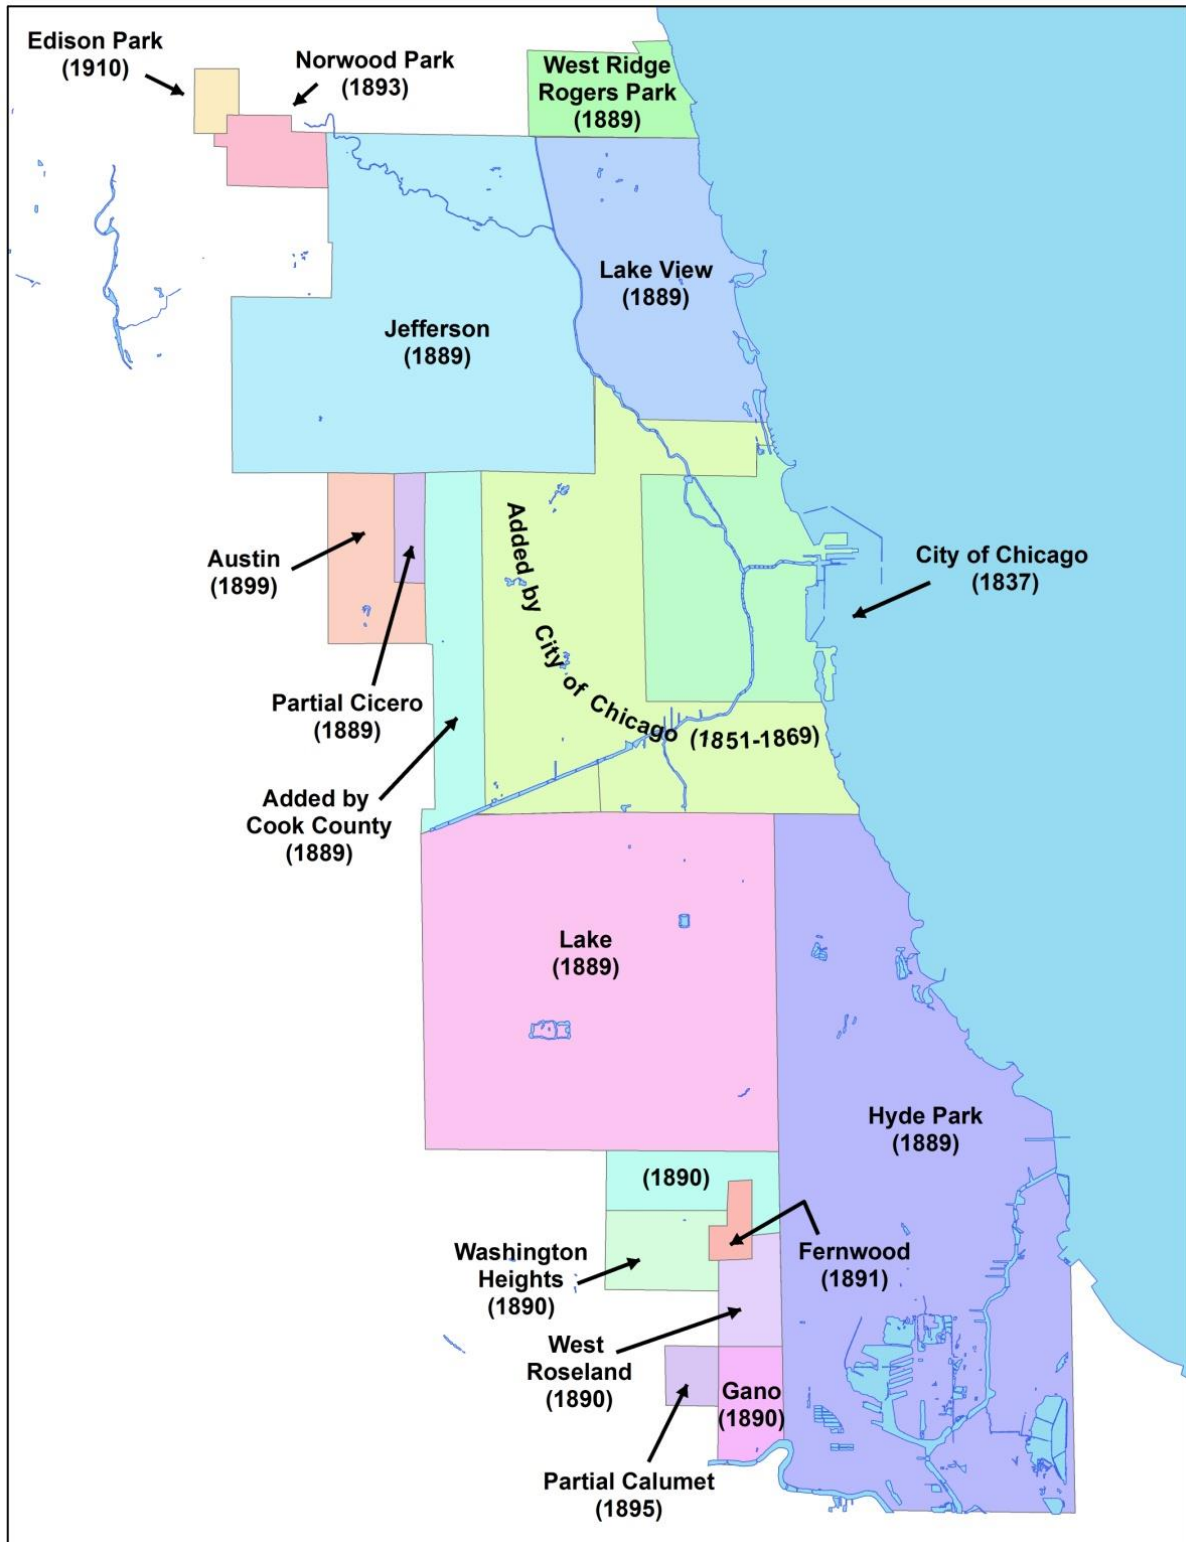 Edison Park
(1910)
Norwood Park
(1893)
West Ridge
Rogers Park
(1889)
Lake View
(1889)
Jefferson
(1889)
Austin
(1899)
Added by City of Chicago (1851-1869)
City of Chicago
(1837)
Partial Cicero
(1889)
Added by
Cook County
(1889)
Lake
(1889)
Hyde Park
(1889)
(1890)
Washington
Heights
(1890)
Fernwood
(1891)
West
Roseland
(1890)
Gano
(1890)
Partial Calumet
(1895)